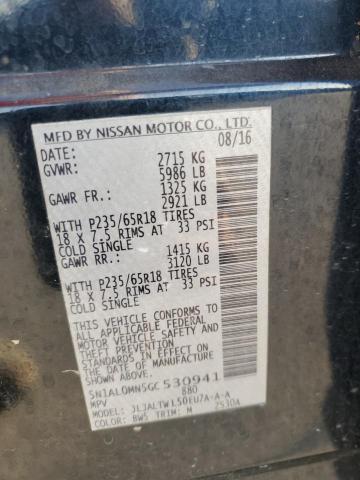 MFD BY NISSAN MOTOR CO., LTD.
DATE: 08/16
GVWR: 2715 KG
5986 LB
GAWR FR: 1325 KG
2921 LB
WITH P235/65R18 TIRES
18 X 7.5 RIMS AT 33 PSI
COLD SINGLE
GAWR RR: 1415 KG
3120 LB
WITH P235/65R18 TIRES
18 X 7.5 RIMS AT 33 PSI
COLD SINGLE
THIS VEHICLE CONFORMS TO
ALL APPLICABLE FEDERAL
MOTOR VEHICLE SAFETY AND
THEFT PREVENTION
STANDARDS IN EFFECT ON THE
DATE OF MANUFACTURE
5N1AL0MN5GC530941
MPV 880
MODEL: JLJALTWL50EU7A-A-A
COLOR: BW5 TRIM: M 2530A